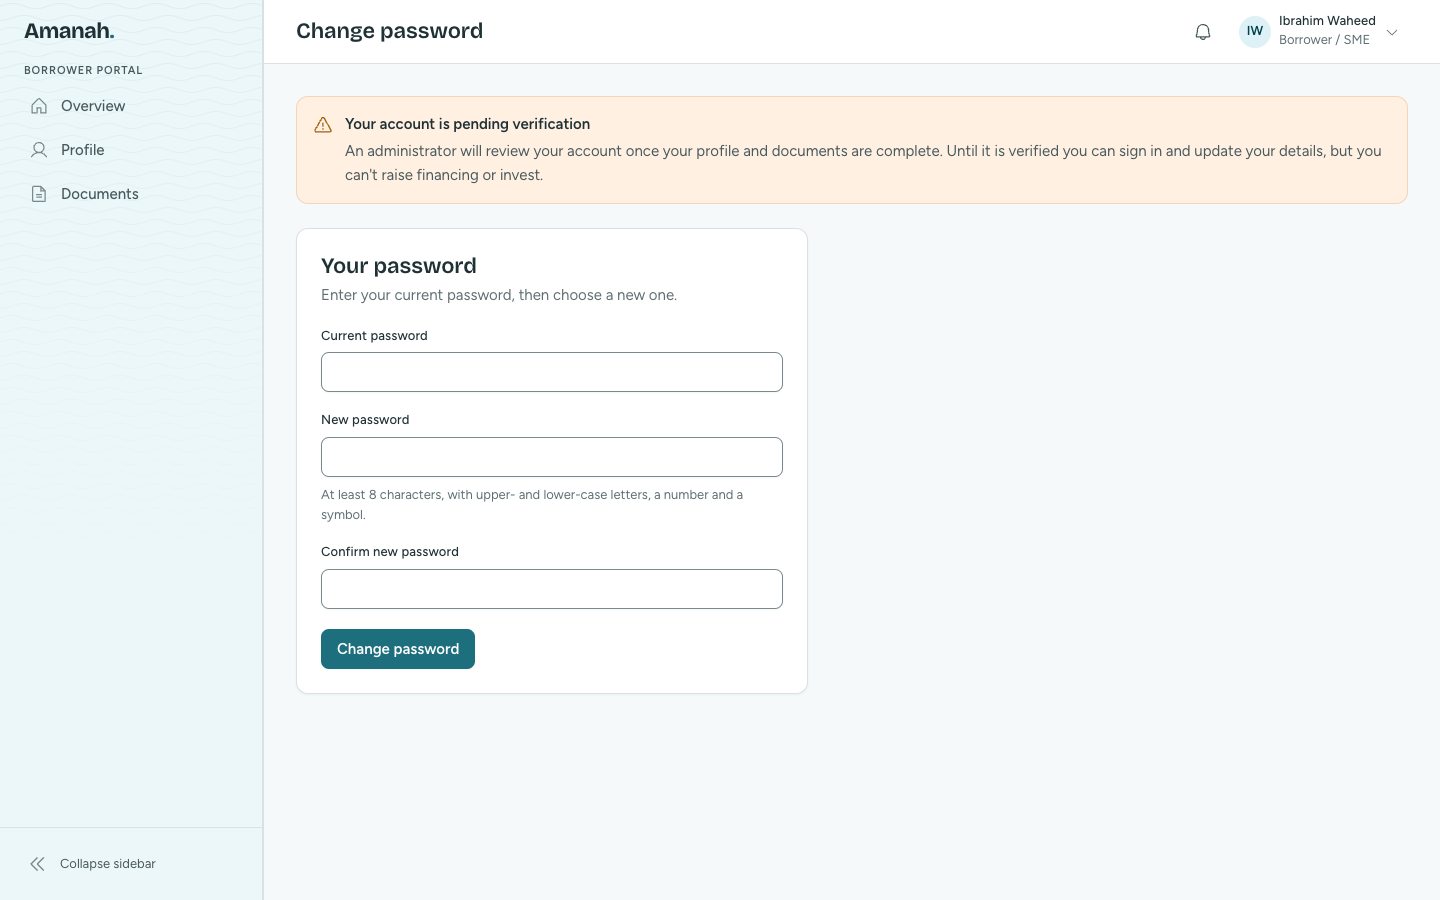 Amanah.
BORROWER PORTAL
Overview
Profile
Documents
Collapse sidebar
Change password
IW
Ibrahim Waheed
Borrower / SME
Your account is pending verification
An administrator will review your account once your profile and documents are complete. Until it is verified you can sign in and update your details, but you
can't raise financing or invest.
Your password
Enter your current password, then choose a new one.
Current password
New password
At least 8 characters, with upper- and lower-case letters, a number and a
symbol.
Confirm new password
Change password